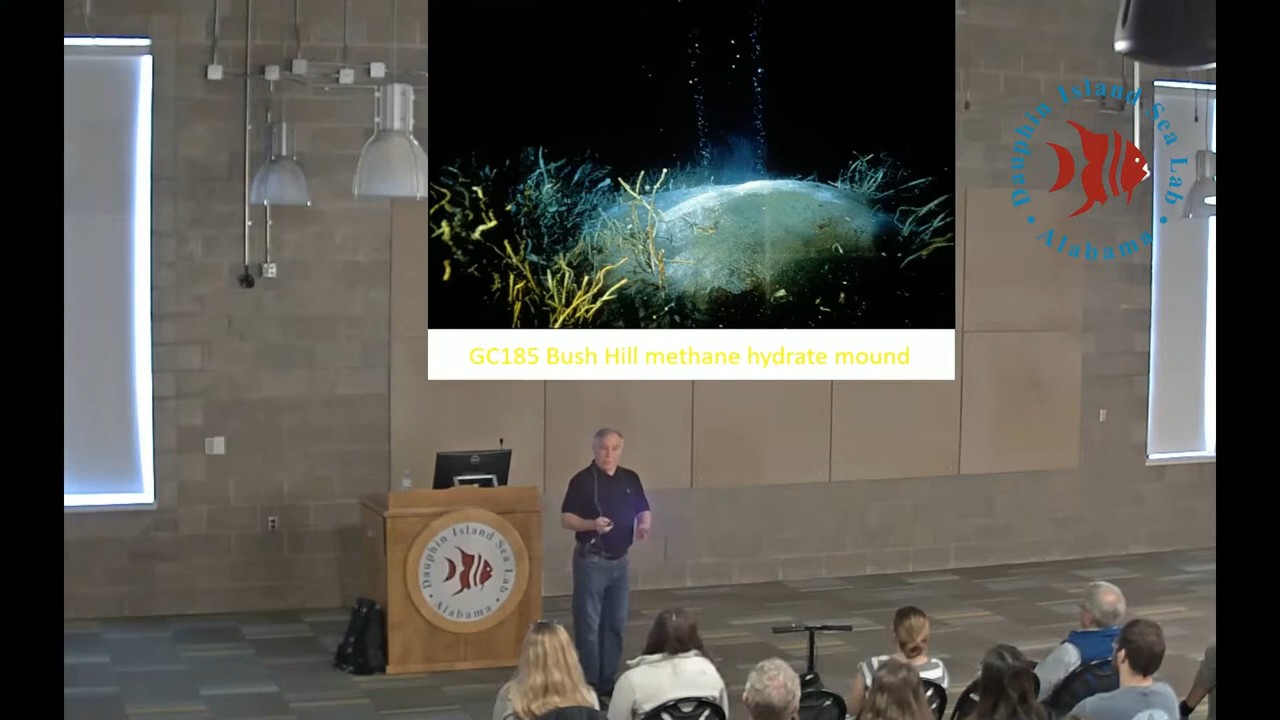 GC185 Bush Hill methane hydrate mound
Dauphin Island Sea Lab
• Alabama •
Dauphin Island Sea Lab
• Alabama •